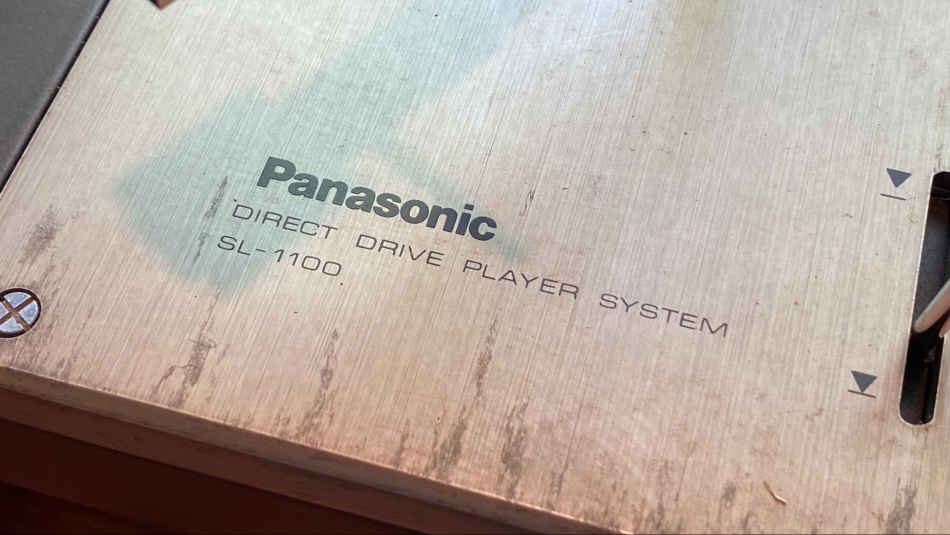 Panasonic
DIRECT DRIVE PLAYER SYSTEM
SL-1100